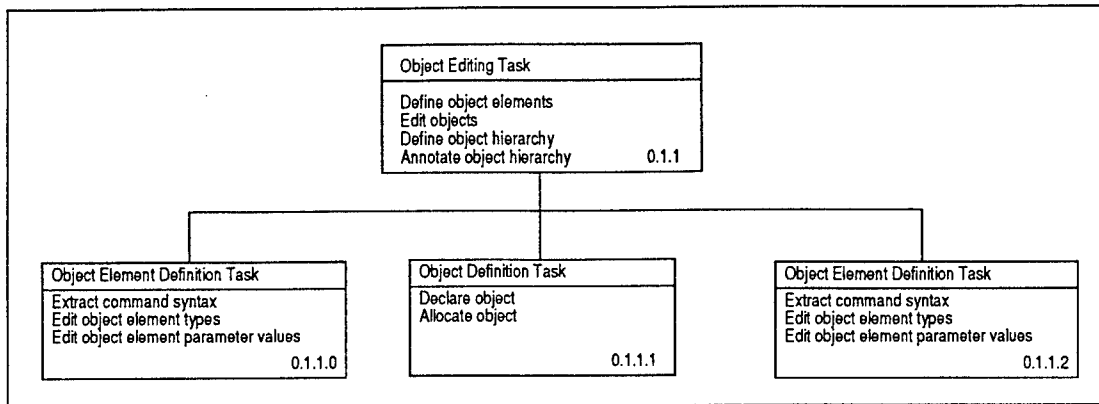 Object Editing Task
Define object elements
Edit objects
Define object hierarchy
Annotate object hierarchy 0.1.1
Object Element Definition Task
Extract command syntax
Edit object element types
Edit object element parameter values
0.1.1.0
Object Definition Task
Declare object
Allocate object
0.1.1.1
Object Element Definition Task
Extract command syntax
Edit object element types
Edit object element parameter values
0.1.1.2